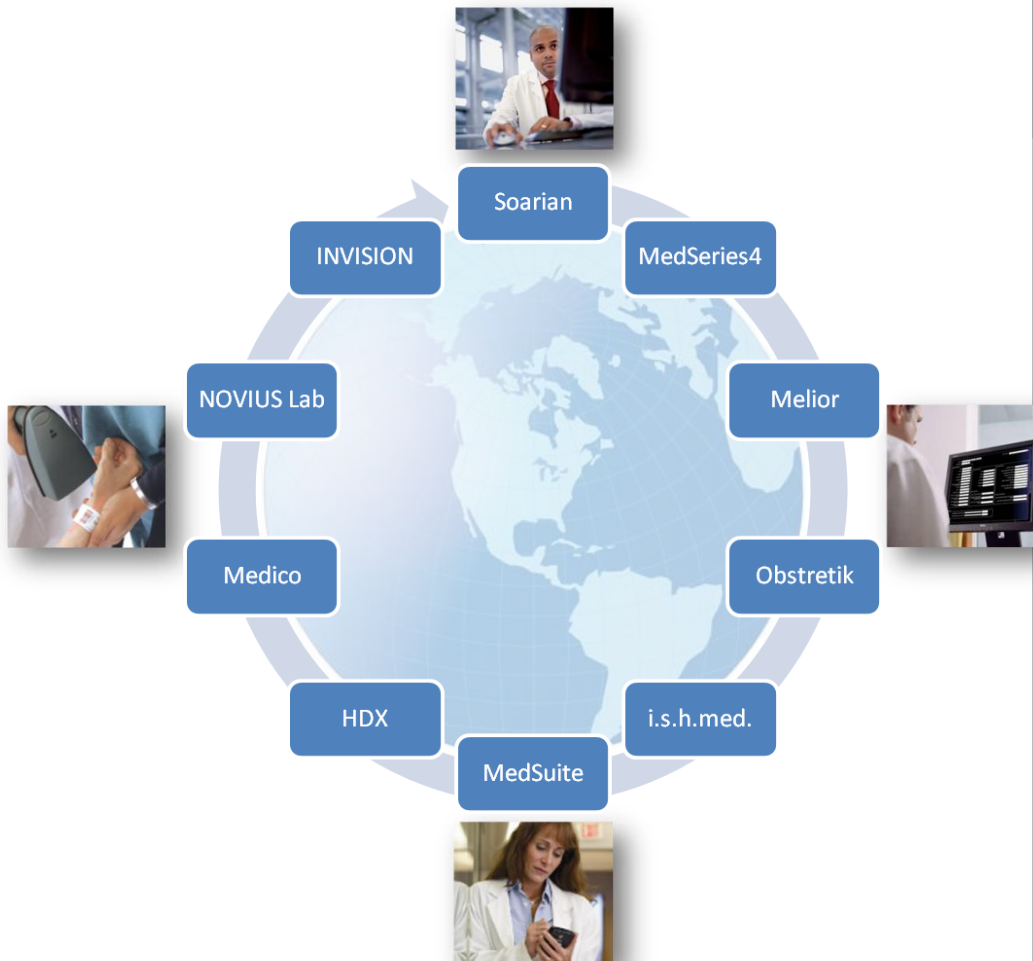 Soarian
MedSeries4
Melior
Obstretik
i.s.h.med.
MedSuite
HDX
Medico
NOVIUS Lab
INVISION